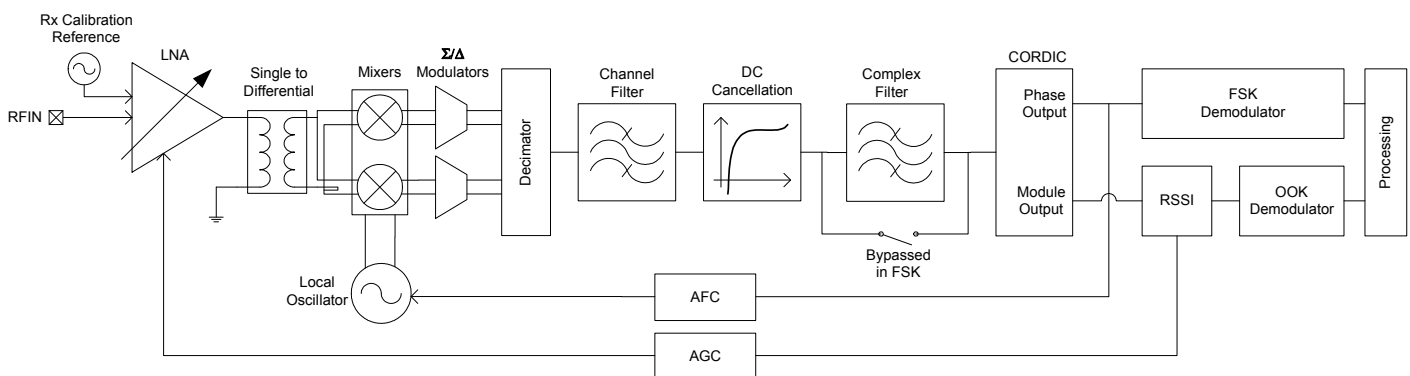 Rx Calibration
Reference
LNA
RFIN
Single to
Differential
Mixers
Σ/Δ
Modulators
Decimator
Channel
Filter
DC
Cancellation
Complex
Filter
Bypassed
in FSK
CORDIC
Phase
Output
Module
Output
FSK
Demodulator
RSSI
OOK
Demodulator
Processing
Local
Oscillator
AFC
AGC